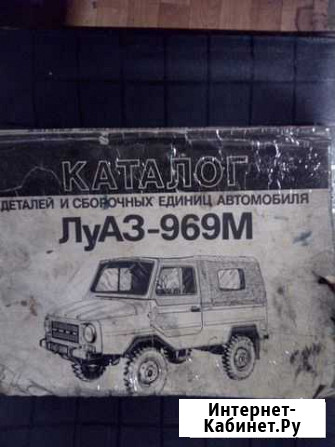 КАТАЛОГ
ДЕТАЛЕЙ И СБОРОЧНЫХ ЕДИНИЦ АВТОМОБИЛЯ
ЛуАЗ-969М
Интернет-
Кабинет.Ру